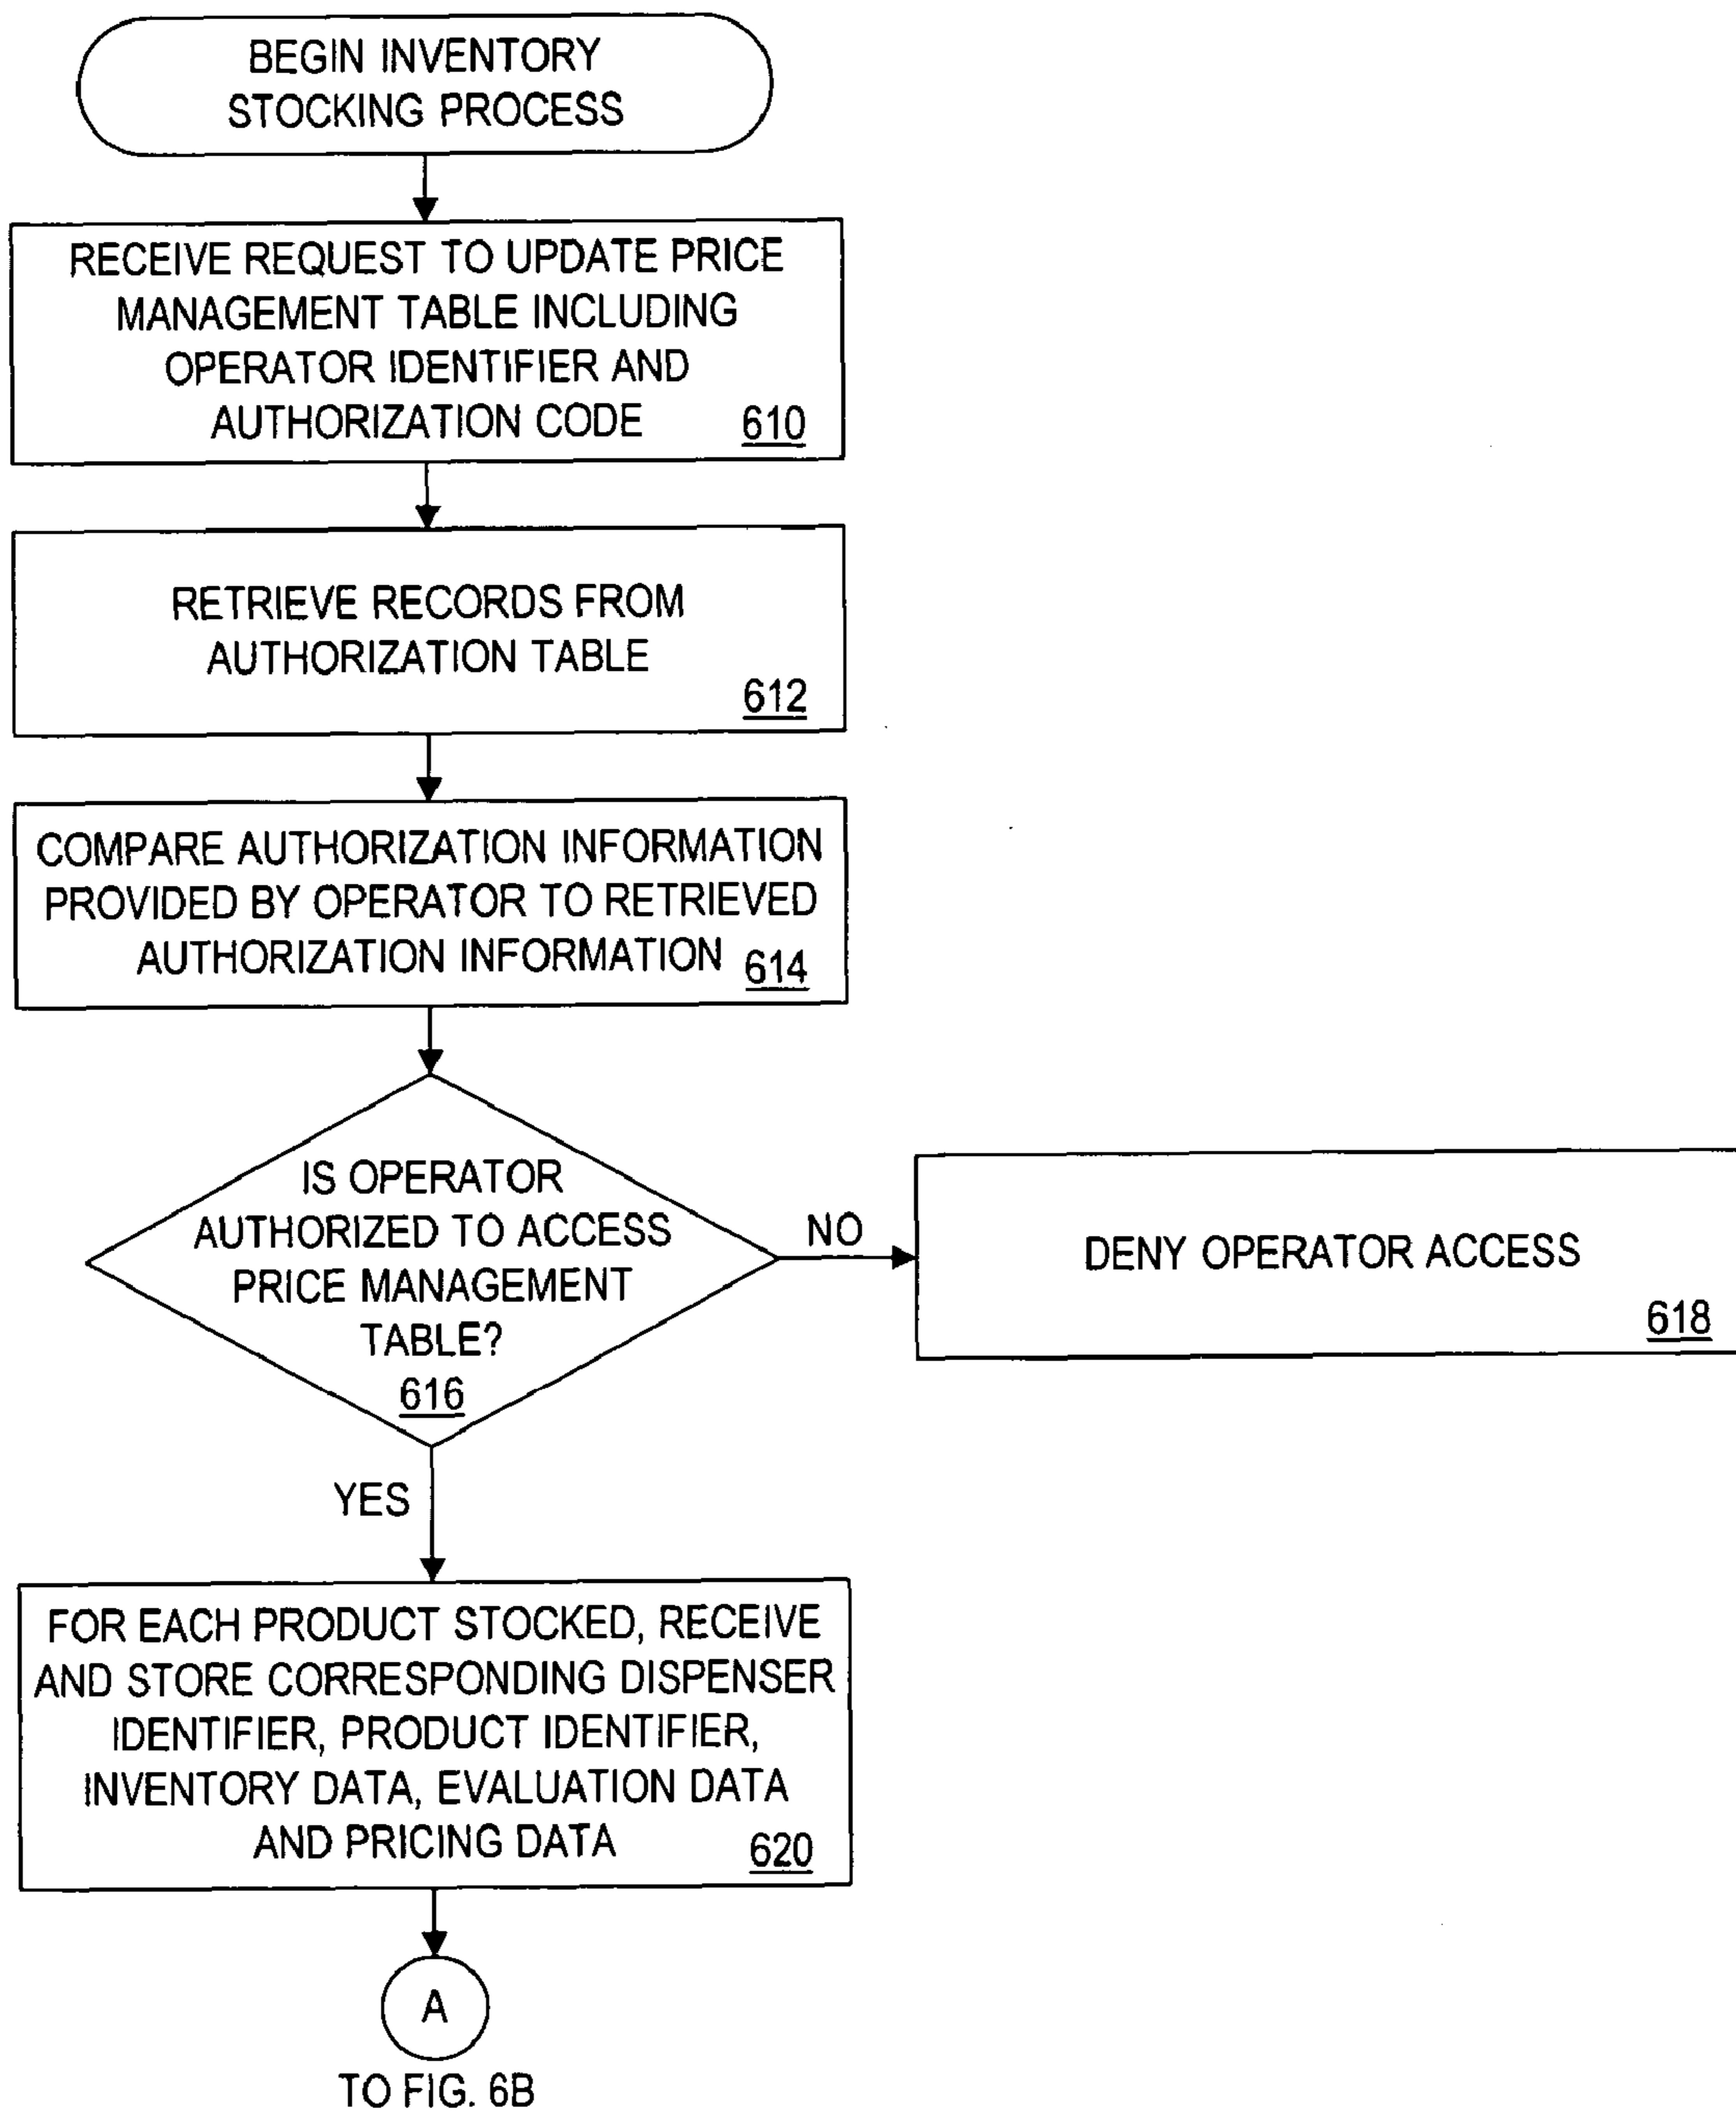 BEGIN INVENTORY
STOCKING PROCESS
RECEIVE REQUEST TO UPDATE PRICE
MANAGEMENT TABLE INCLUDING
OPERATOR IDENTIFIER AND
AUTHORIZATION CODE 610
RETRIEVE RECORDS FROM
AUTHORIZATION TABLE
612
COMPARE AUTHORIZATION INFORMATION
PROVIDED BY OPERATOR TO RETRIEVED
AUTHORIZATION INFORMATION 614
IS OPERATOR
AUTHORIZED TO ACCESS
PRICE MANAGEMENT
TABLE?
616
NO
DENY OPERATOR ACCESS
618
YES
FOR EACH PRODUCT STOCKED, RECEIVE
AND STORE CORRESPONDING DISPENSER
IDENTIFIER, PRODUCT IDENTIFIER,
INVENTORY DATA, EVALUATION DATA
AND PRICING DATA 620
A
TO FIG. 6B